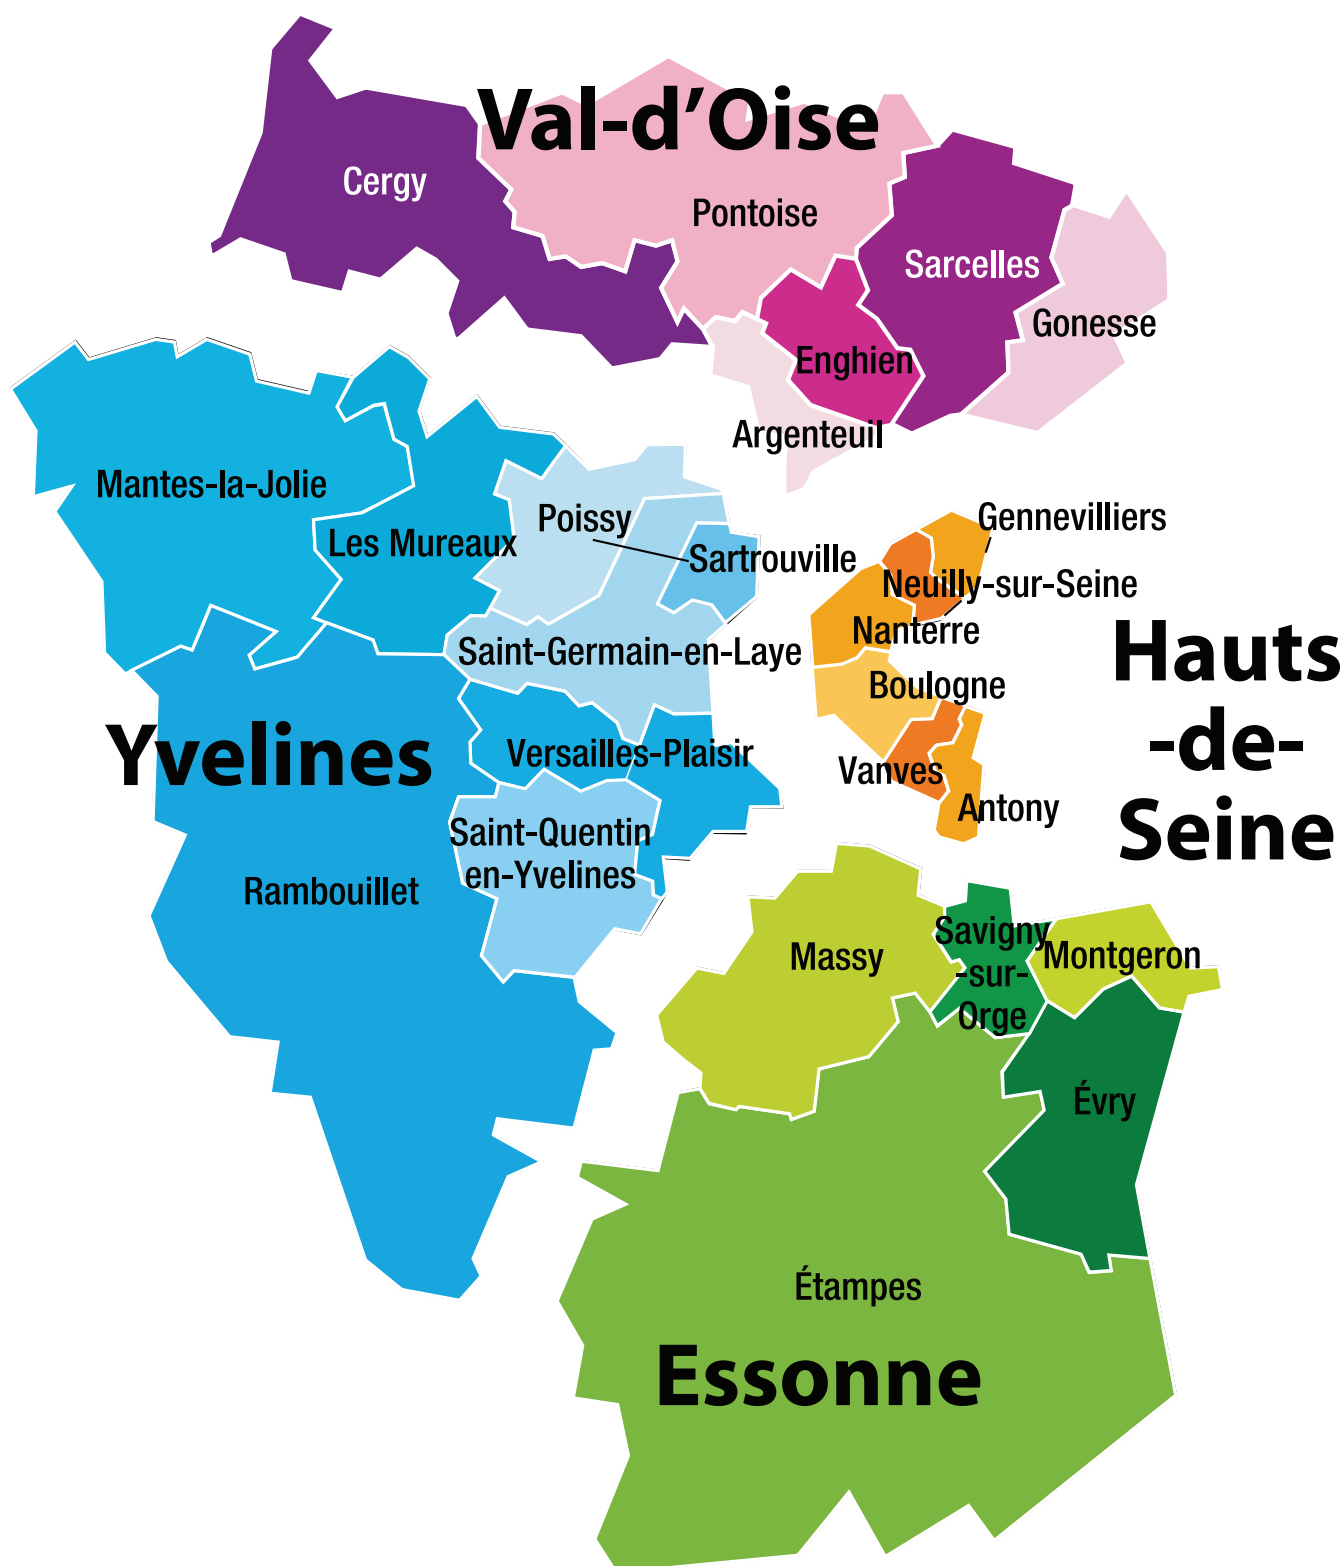 Val-d'Oise
Cergy
Pontoise
Sarcelles
Gonesse
Enghien
Argenteuil
Mantes-la-Jolie
Les Mureaux
Poissy
Sartrouville
Saint-Germain-en-Laye
Yvelines
Versailles-Plaisir
Saint-Quentin
en-Yvelines
Rambouillet
Gennevilliers
Neuilly-sur-Seine
Nanterre
Boulogne
Vanves
Antony
Hauts
-de-
Seine
Massy
Savigny
-sur-
Orge
Montgeron
Évry
Étampes
Essonne